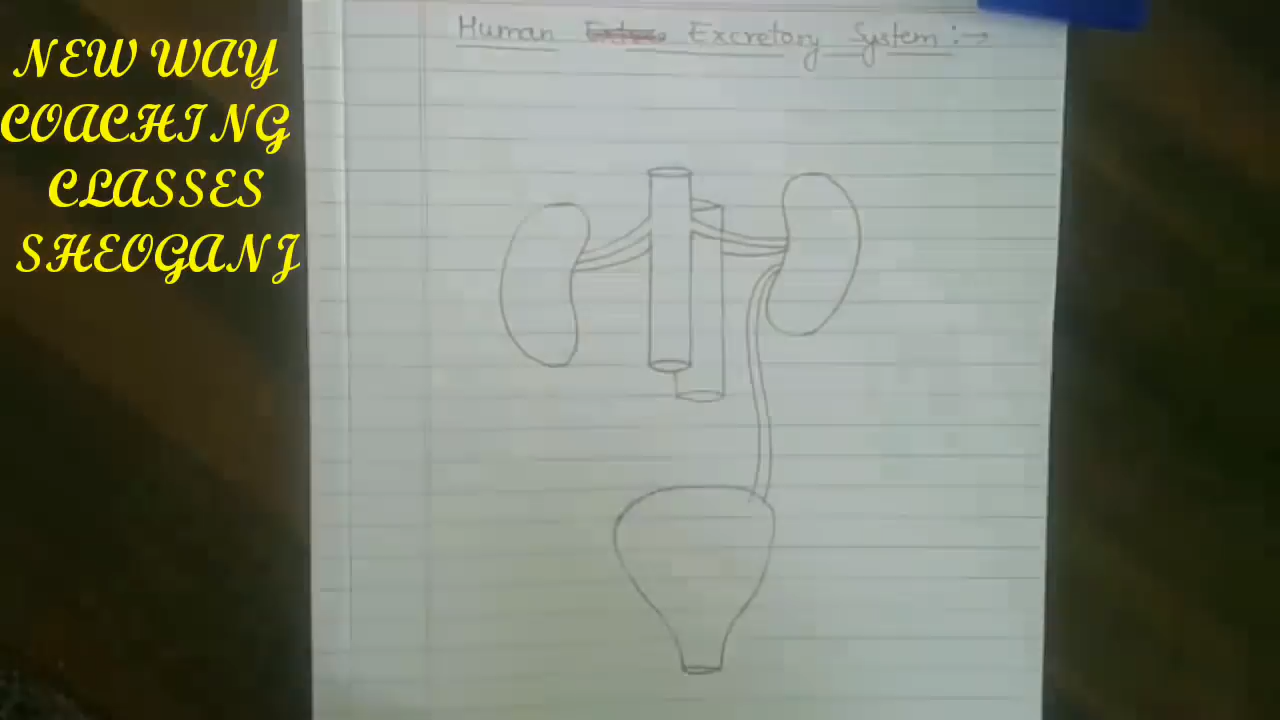 NEW WAY
COACHING
CLASSES
SHEOGANJ
Human Excretory System :→